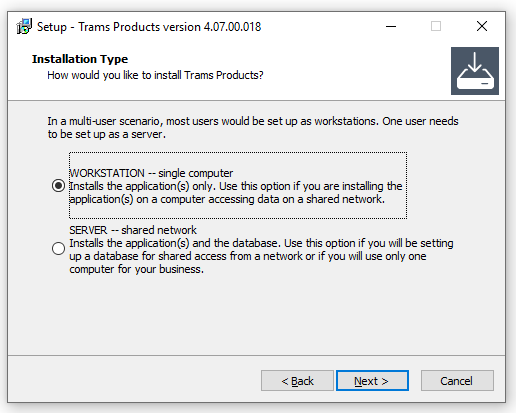 Setup - Trams Products version 4.07.00.018
Installation Type
How would you like to install Trams Products?
In a multi-user scenario, most users would be set up as workstations. One user needs
to be set up as a server.
WORKSTATION -- single computer
Installs the application(s) only. Use this option if you are installing the
application(s) on a computer accessing data on a shared network.
SERVER -- shared network
Installs the application(s) and the database. Use this option if you will be setting
up a database for shared access from a network or if you will use only one
computer for your business.
< Back
Next >
Cancel